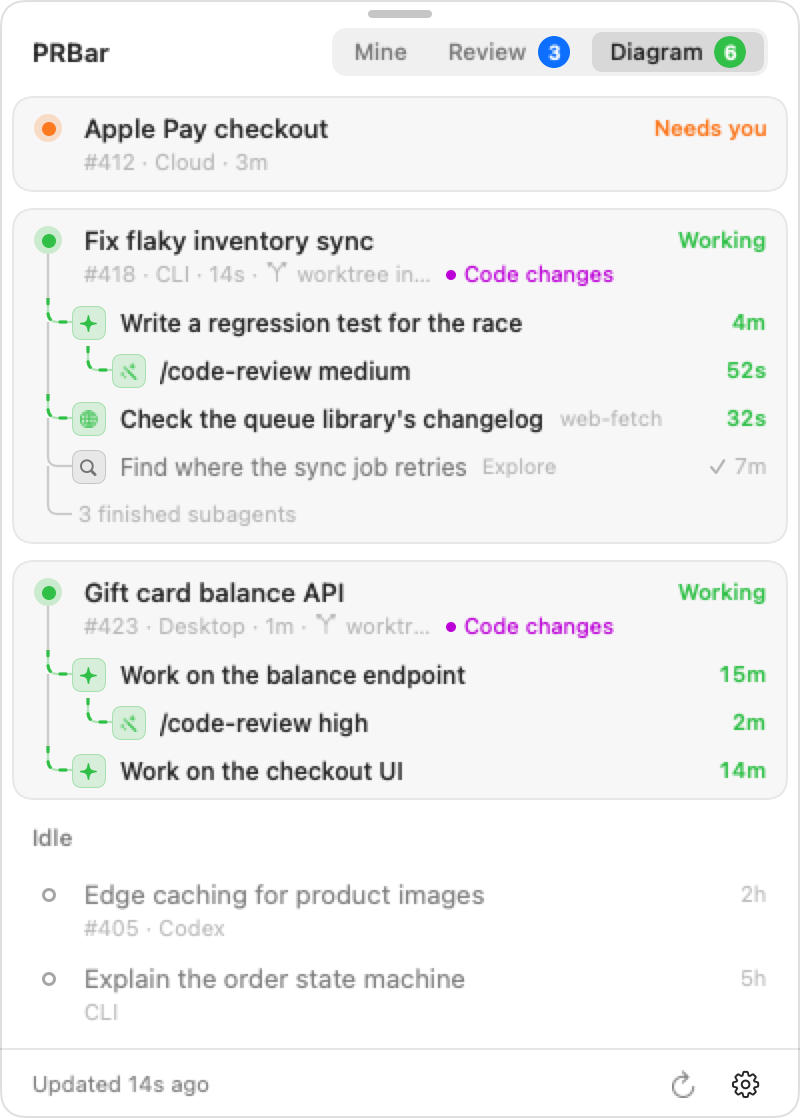 PRBar Mine Review 3 Diagram 6
Apple Pay checkout Needs you
#412 · Cloud · 3m
Fix flaky inventory sync Working
#418 · CLI · 14s · worktree in… • Code changes
Write a regression test for the race 4m
/code-review medium 52s
Check the queue library's changelog web-fetch 32s
Find where the sync job retries Explore ✓ 7m
3 finished subagents
Gift card balance API Working
#423 · Desktop · 1m · worktr… • Code changes
Work on the balance endpoint 15m
/code-review high 2m
Work on the checkout UI 14m
Idle
Edge caching for product images 2h
#405 · Codex
Explain the order state machine 5h
CLI
Updated 14s ago